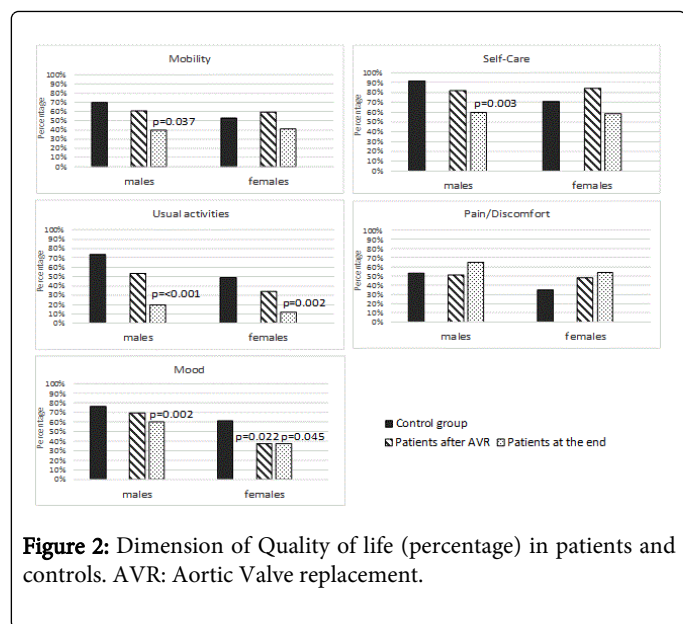 Mobility
100%
90%
80%
70%
60%
50%
40%
30%
20%
10%
0%
Percentage
p=0.037
males
females
Self-Care
100%
90%
80%
70%
60%
50%
40%
30%
20%
10%
0%
Percentage
p=0.003
males
females
Usual activities
100%
90%
80%
70%
60%
50%
40%
30%
20%
10%
0%
Percentage
p=<0.001
p=0.002
males
females
Pain/Discomfort
100%
90%
80%
70%
60%
50%
40%
30%
20%
10%
0%
Percentage
males
females
Mood
100%
90%
80%
70%
60%
50%
40%
30%
20%
10%
0%
Percentage
p=0.002
p=0.022 p=0.045
males
females
Control group
Patients after AVR Patients at the end
Figure 2: Dimension of Quality of life (percentage) in patients and
controls. AVR: Aortic Valve replacement.